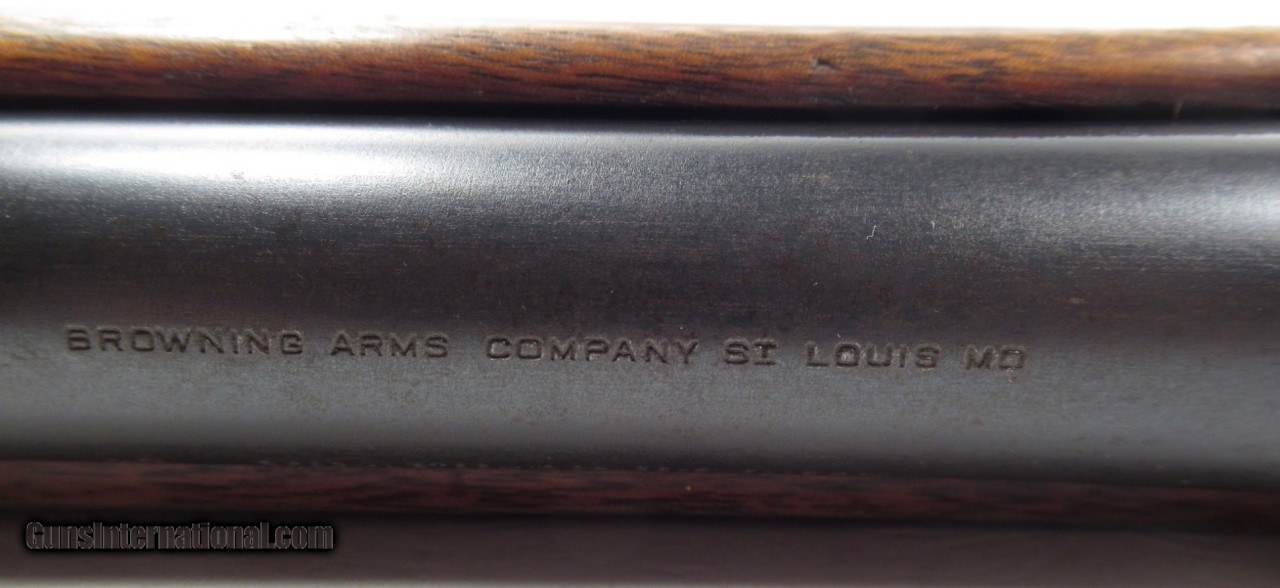 BROWNING ARMS COMPANY ST LOUIS MO
GunsInternational.com